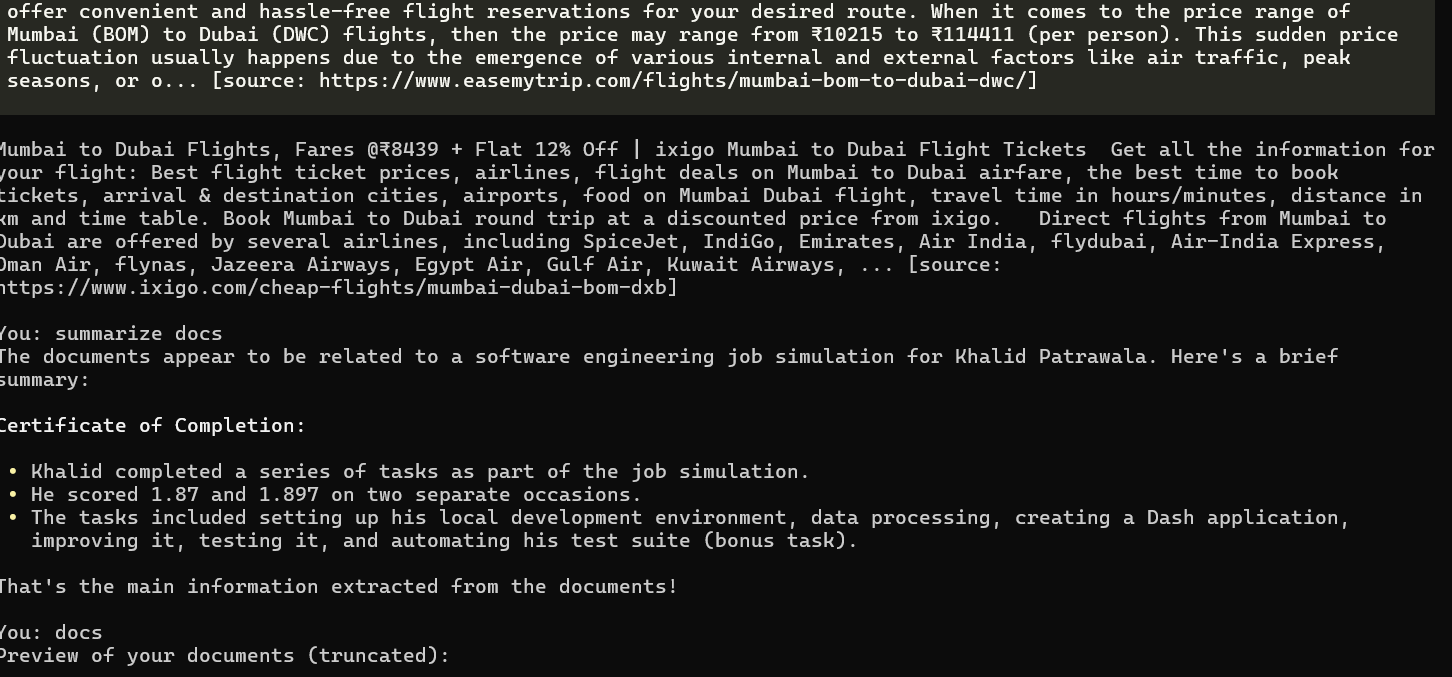 offer convenient and hassle-free flight reservations for your desired route. When it comes to the price range of
Mumbai (BOM) to Dubai (DWC) flights, then the price may range from ₹10215 to ₹114411 (per person). This sudden price
fluctuation usually happens due to the emergence of various internal and external factors like air traffic, peak
seasons, or o... [source: https://www.easemytrip.com/flights/mumbai-bom-to-dubai-dwc/]
Mumbai to Dubai Flights, Fares @₹8439 + Flat 12% Off | ixigo Mumbai to Dubai Flight Tickets  Get all the information for
your flight: Best flight ticket prices, airlines, flight deals on Mumbai to Dubai airfare, the best time to book
tickets, arrival & destination cities, airports, food on Mumbai Dubai flight, travel time in hours/minutes, distance in
km and time table. Book Mumbai to Dubai round trip at a discounted price from ixigo.   Direct flights from Mumbai to
Dubai are offered by several airlines, including SpiceJet, IndiGo, Emirates, Air India, flydubai, Air-India Express,
Oman Air, flynas, Jazeera Airways, Egypt Air, Gulf Air, Kuwait Airways, ... [source:
https://www.ixigo.com/cheap-flights/mumbai-dubai-bom-dxb]
You: summarize docs
The documents appear to be related to a software engineering job simulation for Khalid Patrawala. Here's a brief
summary:
Certificate of Completion:
• Khalid completed a series of tasks as part of the job simulation.
• He scored 1.87 and 1.897 on two separate occasions.
• The tasks included setting up his local development environment, data processing, creating a Dash application,
improving it, testing it, and automating his test suite (bonus task).
That's the main information extracted from the documents!
You: docs
Preview of your documents (truncated):